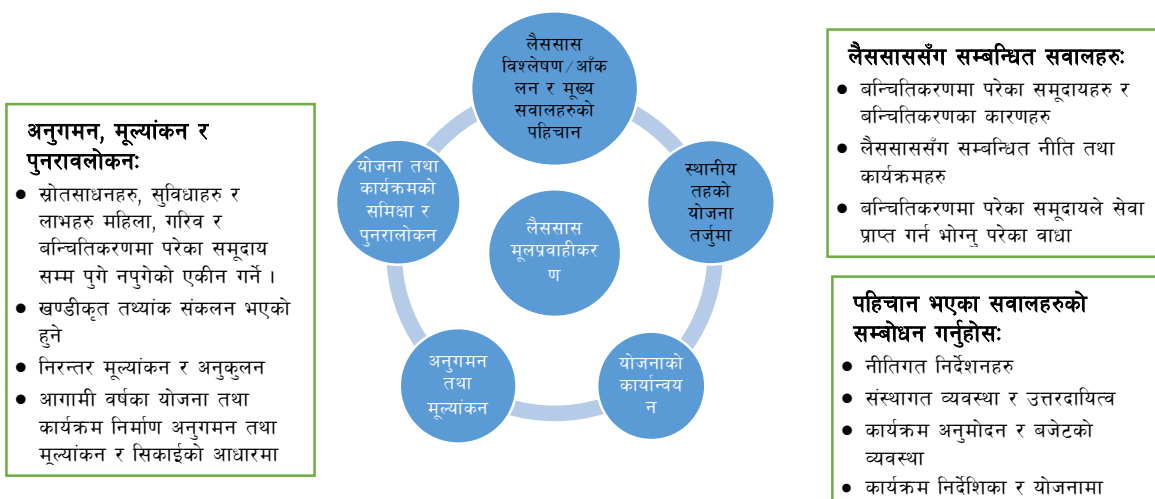 अनुगमन, मूल्यांकन र
पुनरावलोकनः
● स्रोतसाधनहरु, सुविधाहरु र
लाभहरु महिला, गरिव र
बन्चितिकरणमा परेका समूदाय
सम्म पुगे नपुगेको एकीन गर्ने ।
● खण्डीकृत तथ्यांक संकलन भएको
हुने
● निरन्तर मूल्यांकन र अनुकुलन
● आगामी वर्षका योजना तथा
कार्यक्रम निर्माण अनुगमन तथा
मूल्यांकन र सिकाईको आधारमा
लैससास
विश्लेषण/आँक
लन र मूख्य
सवालहरुको
पहिचान
योजना तथा
कार्यक्रमको
समिक्षा र
पुनरालोकन
स्थानीय
तहको
योजना
तर्जुमा
लैससास
मूलप्रवाहीकर
ण
अनुगमन
तथा
मूल्यांकन
योजनाको
कार्यान्वय
न
लैससाससँग सम्बन्धित सवालहरुः
● बन्चितिकरणमा परेका समूदायहरु र
बन्चितिकरणका कारणहरु
● लैससाससँग सम्बन्धित नीति तथा
कार्यक्रमहरु
● बन्चितिकरणमा परेका समूदायले सेवा
प्राप्त गर्न भोग्नु परेका वाधा
पहिचान भएका सवालहरुको
सम्बोधन गर्नुहोसः
● नीतिगत निर्देशनहरु
● संस्थागत व्यवस्था र उत्तरदायित्व
● कार्यक्रम अनुमोदन र बजेटको
व्यवस्था
● कार्यक्रम निर्देशिका र योजनामा